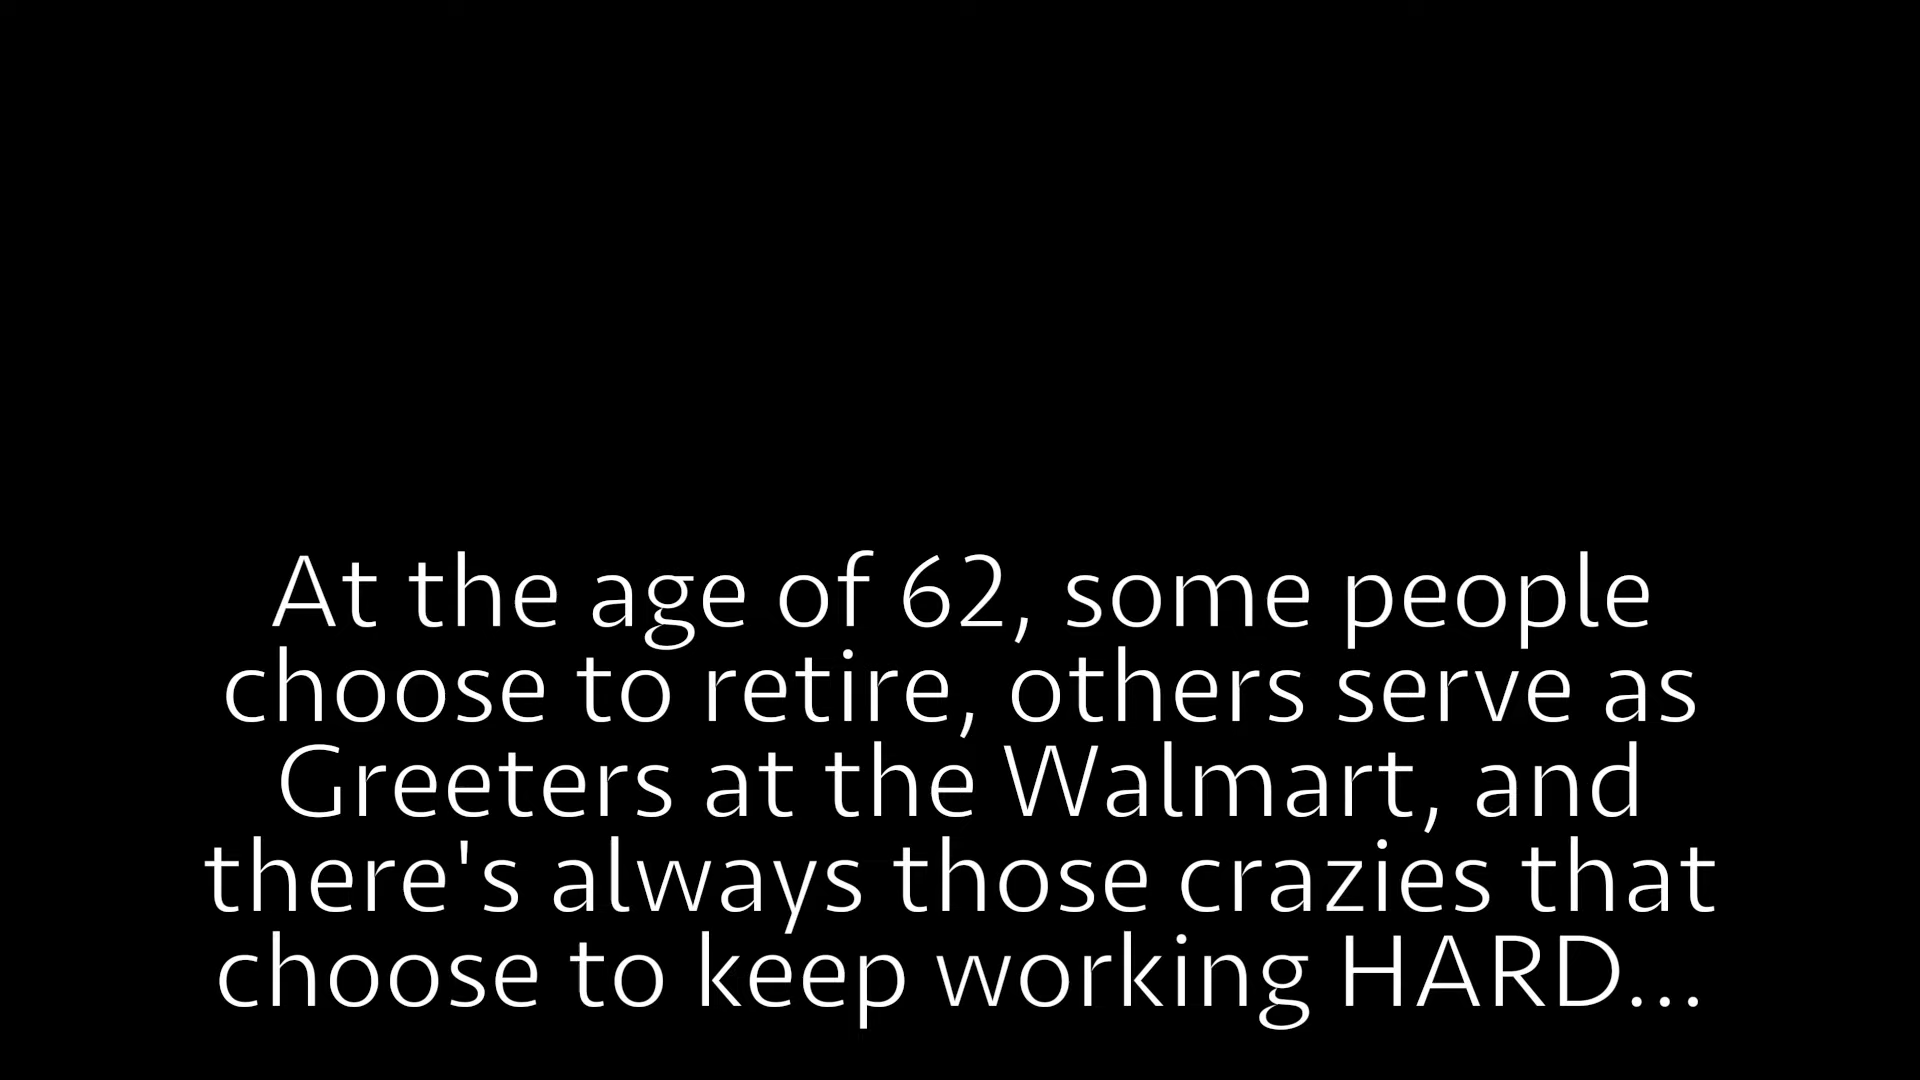 At the age of 62, some people
choose to retire, others serve as
Greeters at the Walmart, and
there's always those crazies that
choose to keep working HARD...